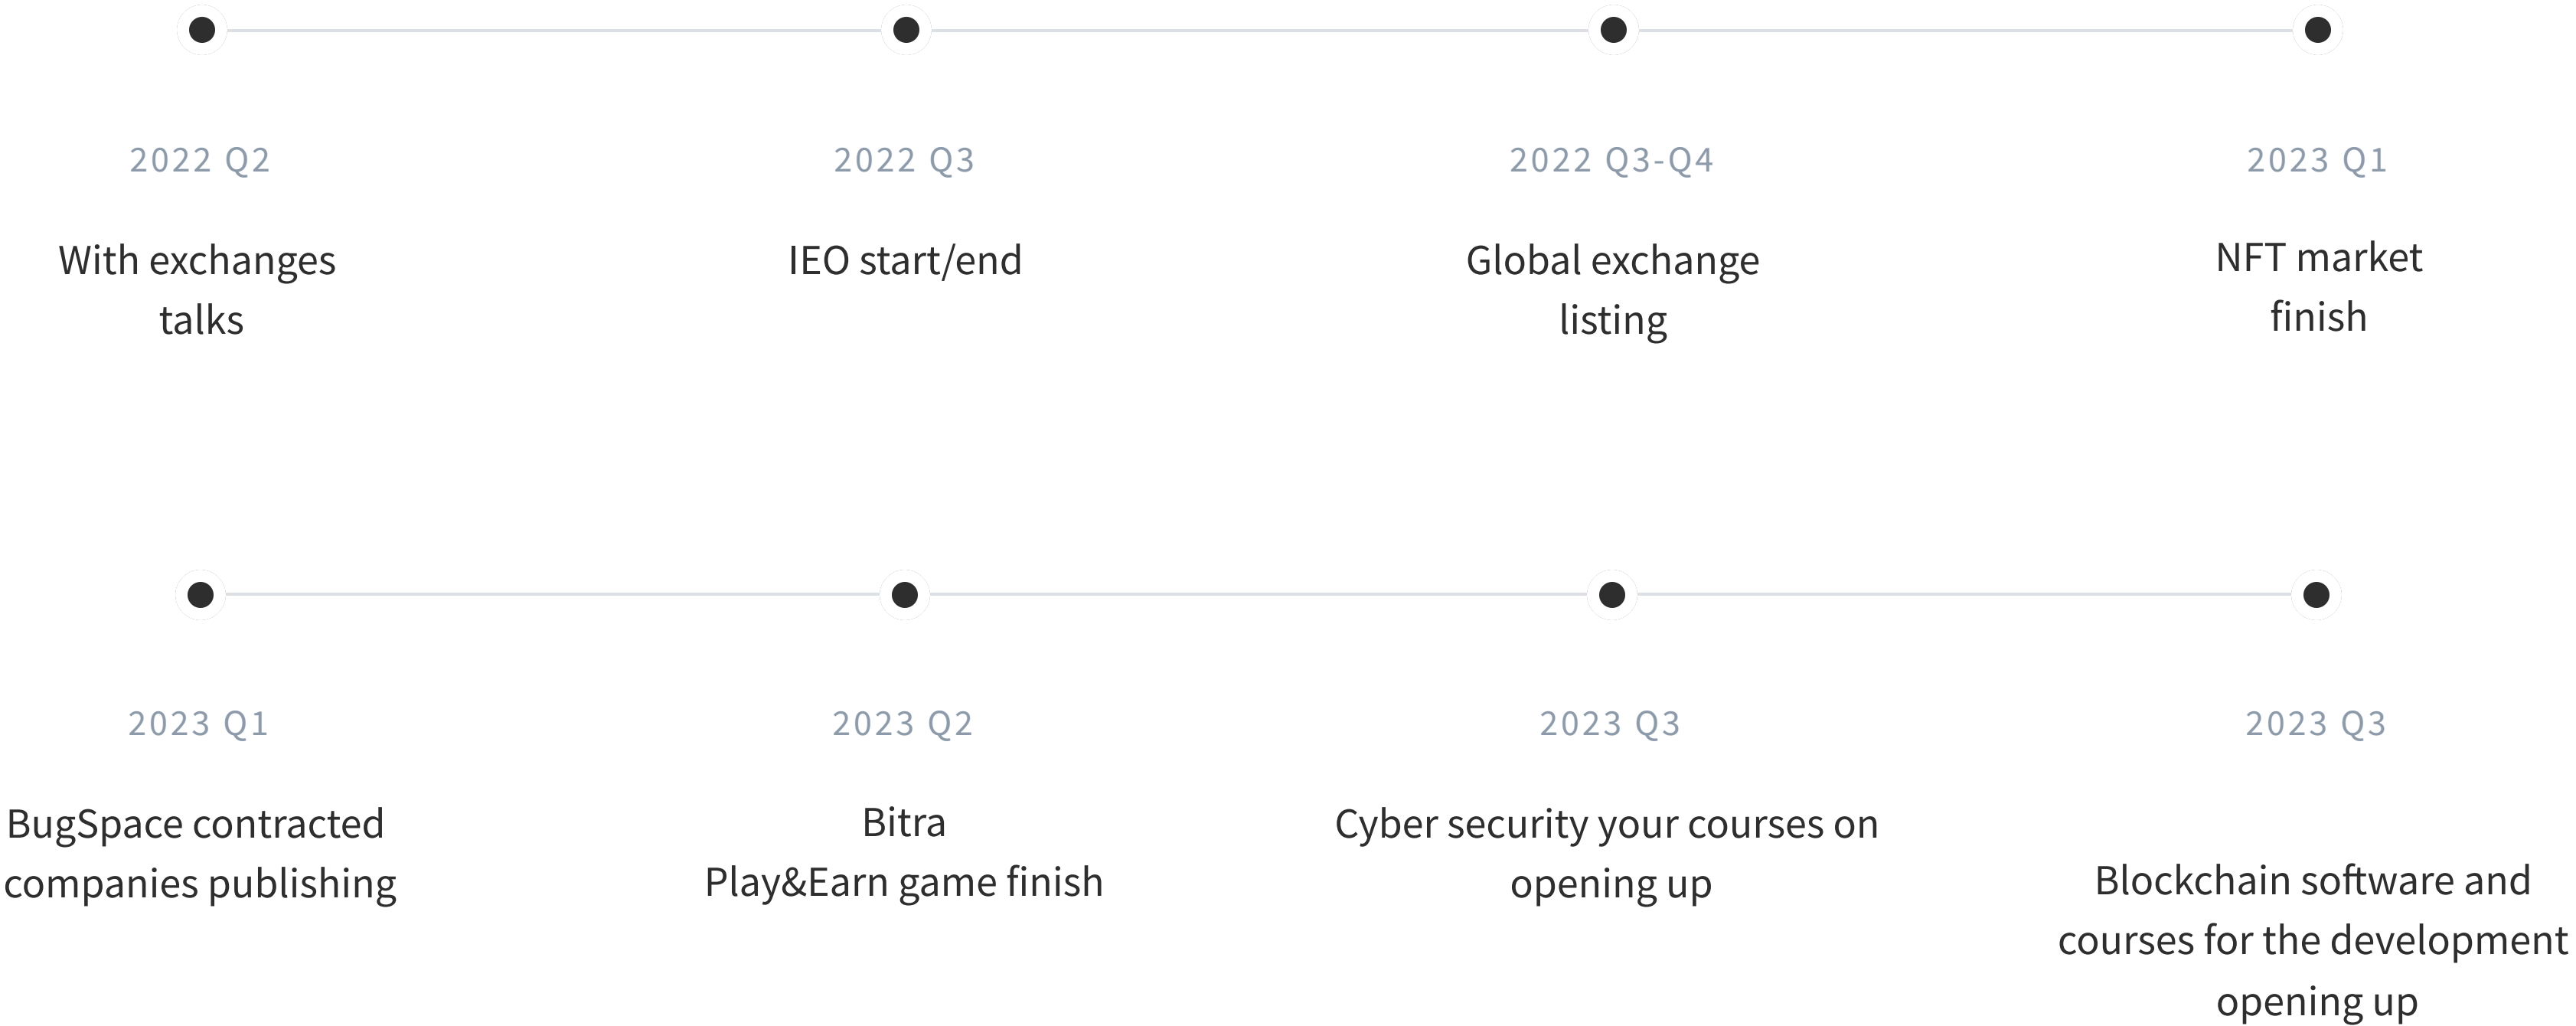 2022 Q2
With exchanges
talks
2022 Q3
IEO start/end
2022 Q3-Q4
Global exchange
listing
2023 Q1
NFT market
finish
2023 Q1
BugSpace contracted
companies publishing
2023 Q2
Bitra
Play&Earn game finish
2023 Q3
Cyber security your courses on
opening up
2023 Q3
Blockchain software and
courses for the development
opening up